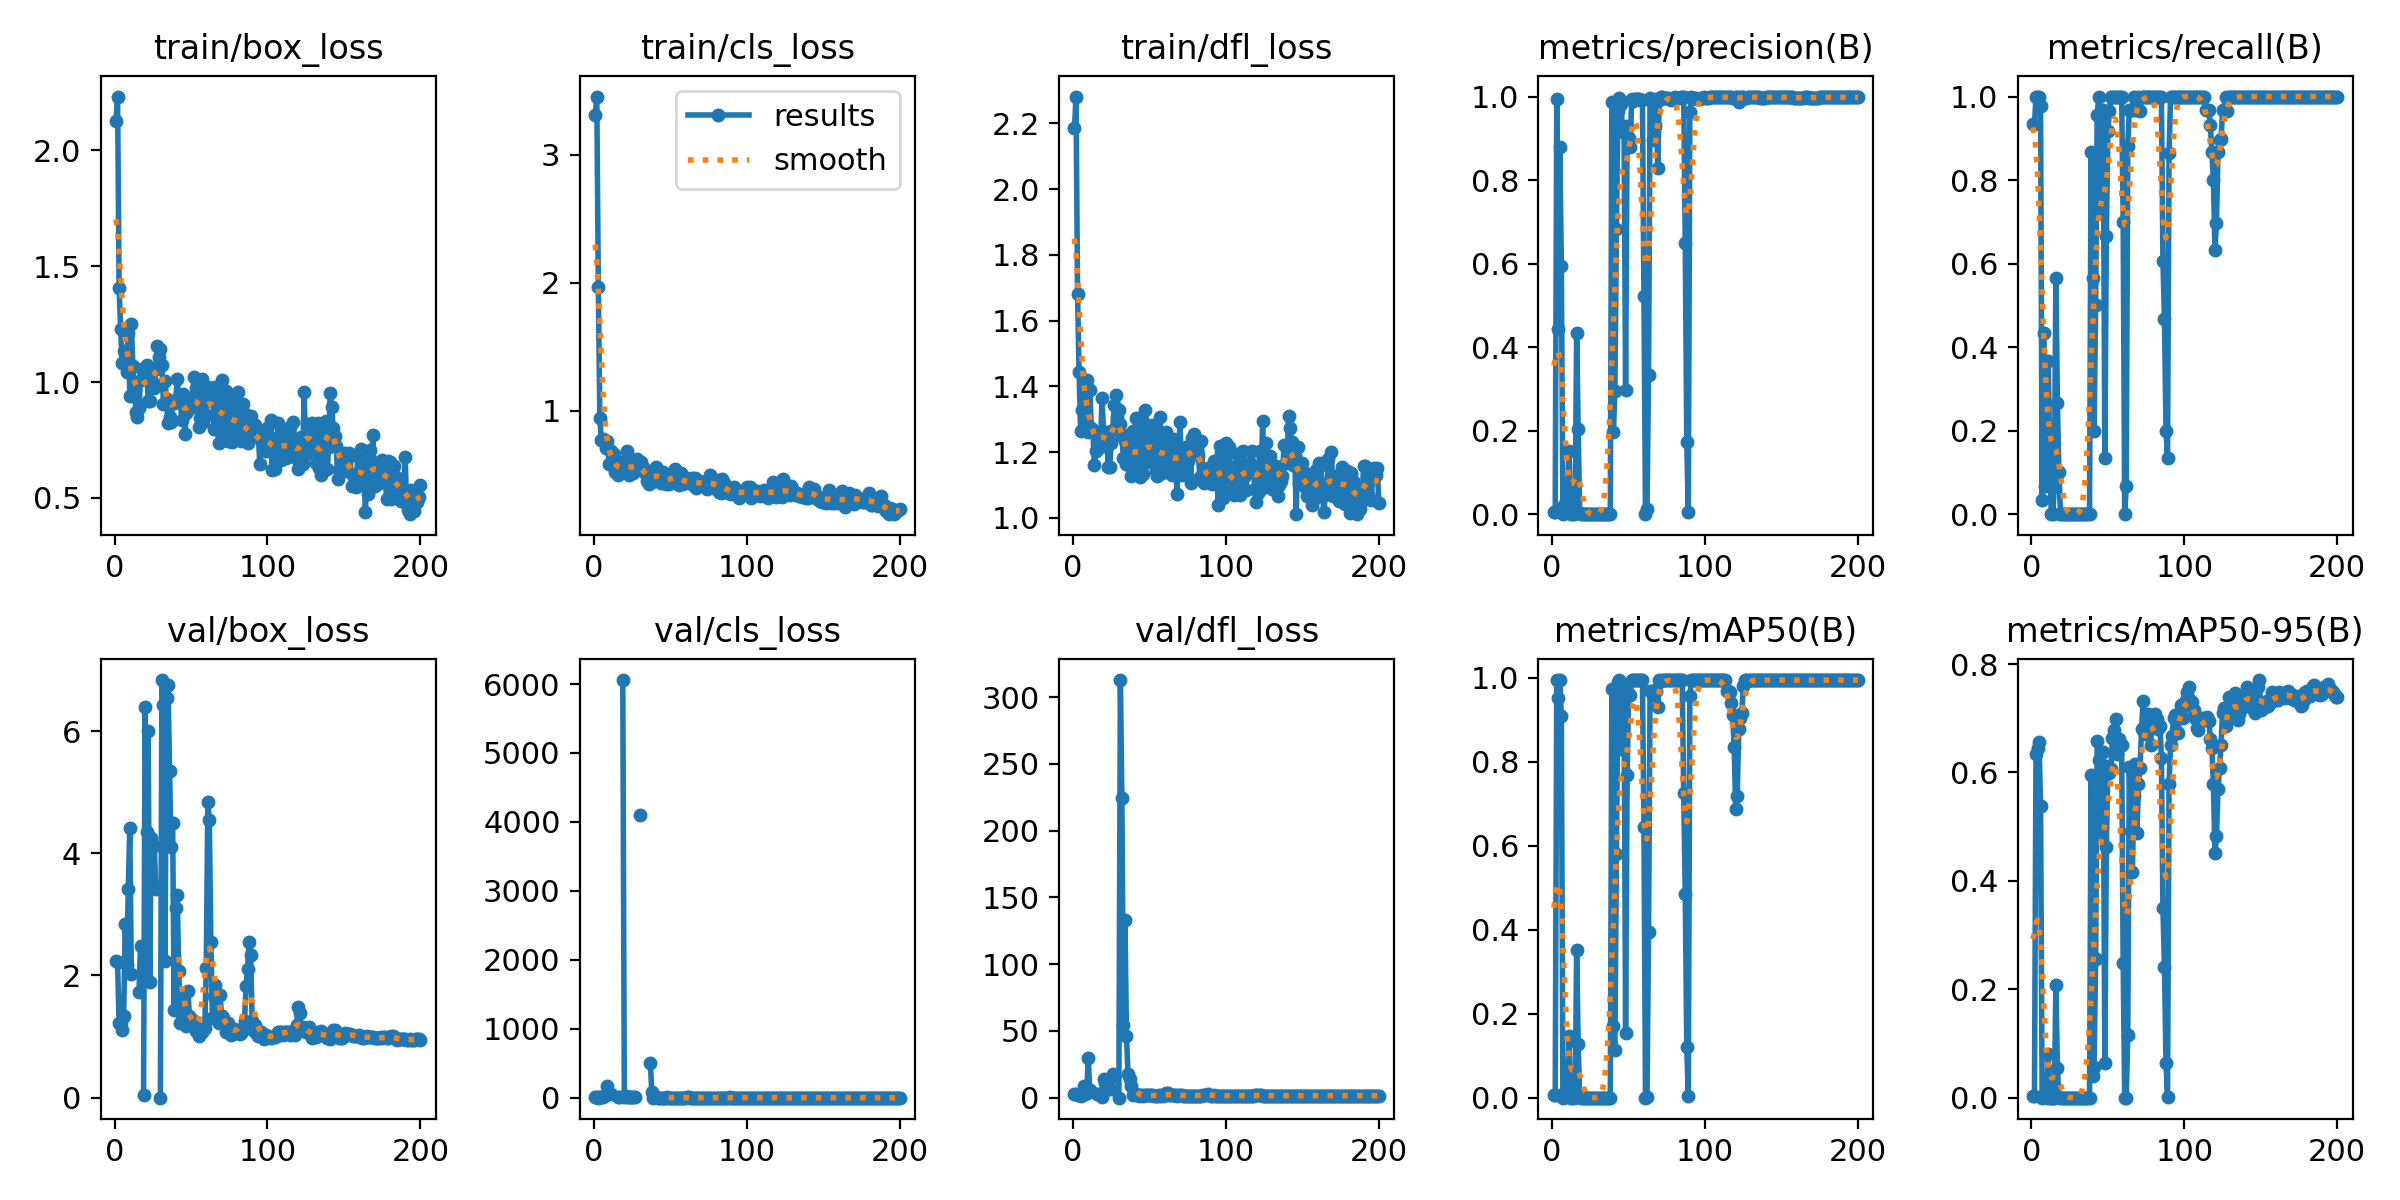 train/box_loss
2.0
1.5
1.0
0.5
0 100 200
train/cls_loss
results
smooth
3
2
1
0 100 200
train/dfl_loss
2.2
2.0
1.8
1.6
1.4
1.2
1.0
0 100 200
metrics/precision(B)
1.0
0.8
0.6
0.4
0.2
0.0
0 100 200
metrics/recall(B)
1.0
0.8
0.6
0.4
0.2
0.0
0 100 200
val/box_loss
6
4
2
0
0 100 200
val/cls_loss
6000
5000
4000
3000
2000
1000
0
0 100 200
val/dfl_loss
300
250
200
150
100
50
0
0 100 200
metrics/mAP50(B)
1.0
0.8
0.6
0.4
0.2
0.0
0 100 200
metrics/mAP50-95(B)
0.8
0.6
0.4
0.2
0.0
0 100 200